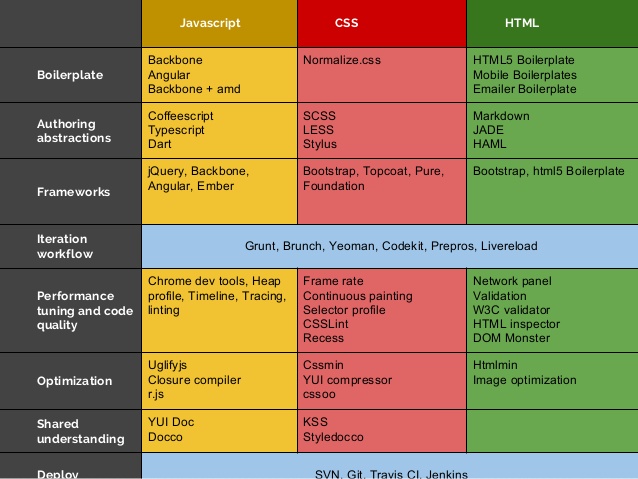 Javascript CSS HTML
Boilerplate
Backbone
Angular
Backbone + amd
Normalize.css
HTML5 Boilerplate
Mobile Boilerplates
Emailer Boilerplate
Authoring
abstractions
Coffeescript
Typescript
Dart
SCSS
LESS
Stylus
Markdown
JADE
HAML
Frameworks
jQuery, Backbone,
Angular, Ember
Bootstrap, Topcoat, Pure,
Foundation
Bootstrap, html5 Boilerplate
Iteration
workflow
Grunt, Brunch, Yeoman, Codekit, Prepros, Livereload
Performance
tuning and code
quality
Chrome dev tools, Heap
profile, Timeline, Tracing,
linting
Frame rate
Continuous painting
Selector profile
CSSLint
Recess
Network panel
Validation
W3C validator
HTML inspector
DOM Monster
Optimization
Uglifyjs
Closure compiler
r.js
Cssmin
YUI compressor
cssoo
Htmlmin
Image optimization
Shared
understanding
YUI Doc
Docco
KSS
Styledocco
Deploy
SVN, Git, Travis CI, Jenkins